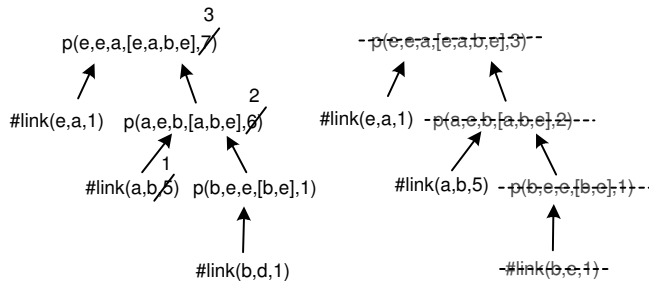 3
p(e,e,a,[e,a,b,e],7)
2
#link(e,a,1)
p(a,e,b,[a,b,e],6)
1
#link(a,b,5)
p(b,e,e,[b,e],1)
#link(b,d,1)
p(e,e,a,[e,a,b,e],3)
#link(e,a,1)
p(a,e,b,[a,b,e],2)
#link(a,b,5)
p(b,e,e,[b,e],1)
#link(b,e,1)